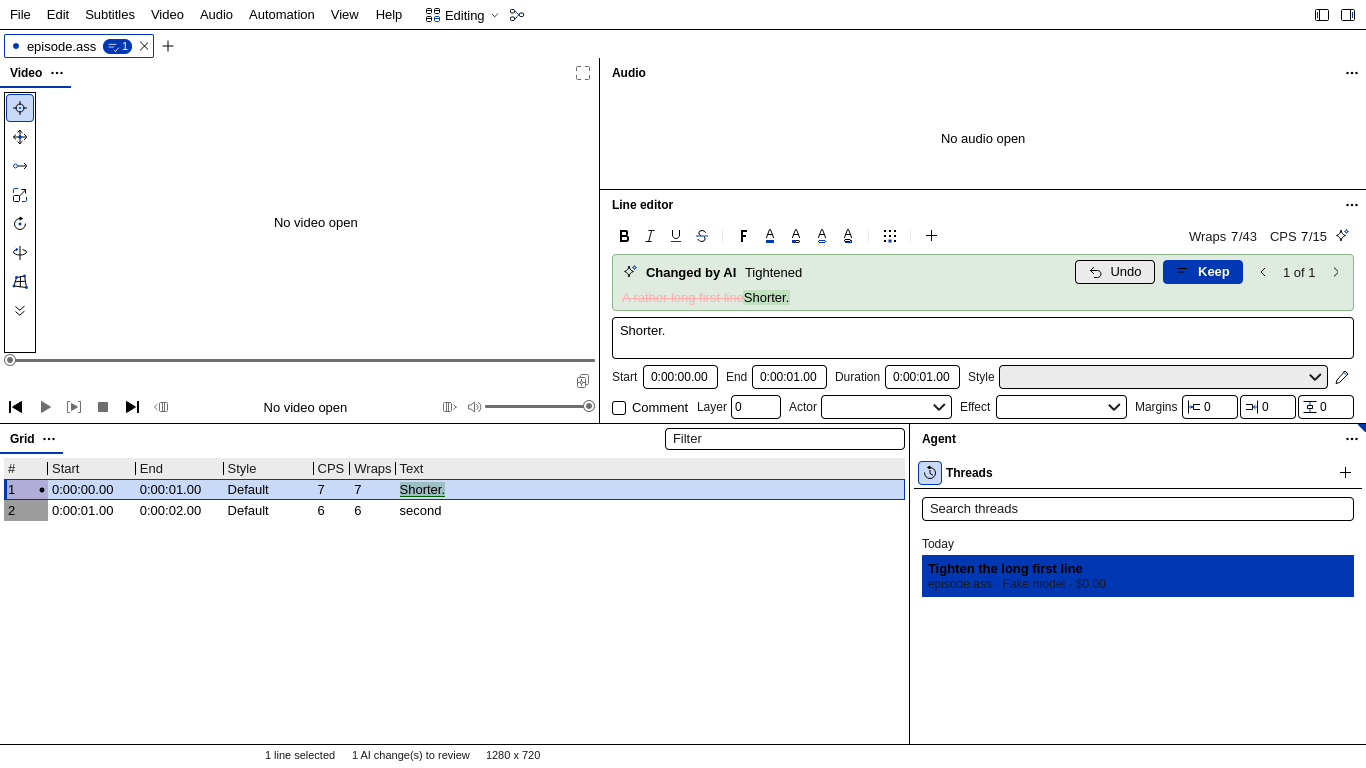 File Edit Subtitles Video Audio Automation View Help Editing
episode.ass 1
Video
No video open
No video open
Audio
No audio open
Line editor
B I U S F A A A A Wraps 7/43 CPS 7/15
Changed by AI Tightened Undo Keep 1 of 1
A rather long first lineShorter.
Shorter.
Start 0:00:00.00 End 0:00:01.00 Duration 0:00:01.00 Style
Comment Layer 0 Actor Effect Margins 0 0 0
Grid Filter
# Start End Style CPS Wraps Text
1 0:00:00.00 0:00:01.00 Default 7 7 Shorter.
2 0:00:01.00 0:00:02.00 Default 6 6 second
Agent
Threads
Search threads
Today
Tighten the long first line
episode.ass · Fake model - $0.00
1 line selected 1 AI change(s) to review 1280 x 720